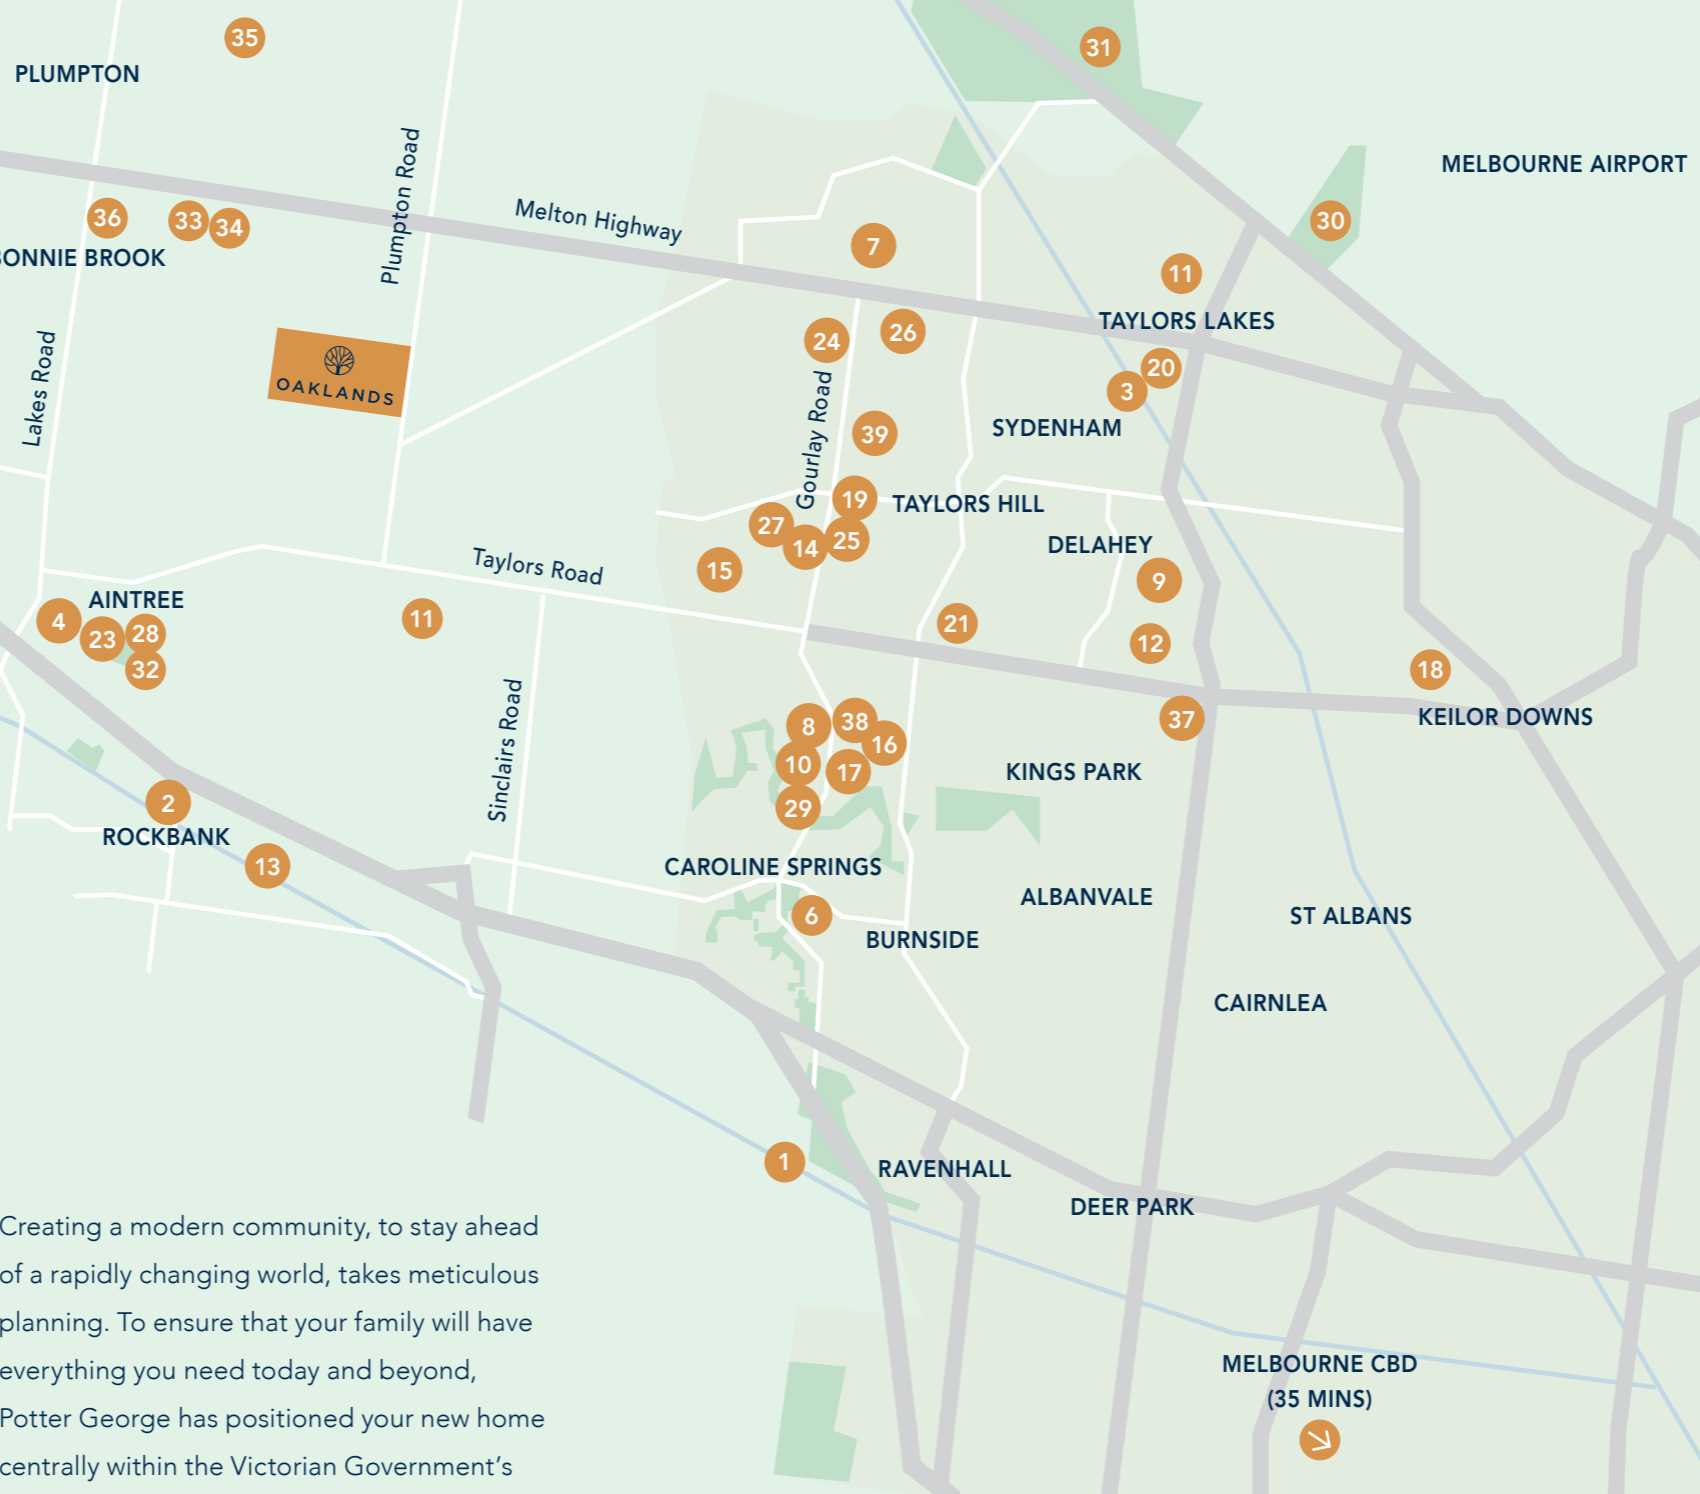 35
31
PLUMPTON
Plumpton Road
MELBOURNE AIRPORT
36
33
34
Melton Highway
30
7
BONNIE BROOK
11
TAYLORS LAKES
26
24
OAKLANDS
Lakes Road
20
3
Gourlay Road
39
SYDENHAM
19
TAYLORS HILL
27
14
25
DELAHEY
15
Taylors Road
9
AINTREE
4
23
28
11
21
12
32
18
Sinclairs Road
8
38
37
KEILOR DOWNS
16
10
17
KINGS PARK
2
29
ROCKBANK
13
CAROLINE SPRINGS
ALBANVALE
6
ST ALBANS
BURNSIDE
CAIRNLEA
1
RAVENHALL
DEER PARK
Creating a modern community, to stay ahead
of a rapidly changing world, takes meticulous
planning. To ensure that your family will have
everything you need today and beyond,
Potter George has positioned your new home
centrally within the Victorian Government’s
MELBOURNE CBD
(35 MINS)